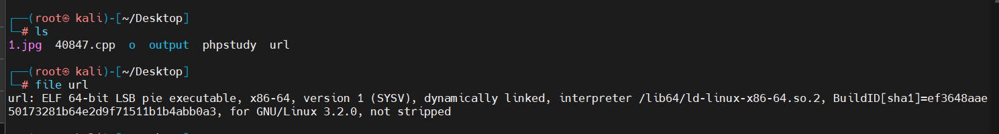 ┌──(root㉿ kali)-[~/Desktop]
└─# ls
1.jpg 40847.cpp o output phpstudy url
┌──(root㉿ kali)-[~/Desktop]
└─# file url
url: ELF 64-bit LSB pie executable, x86-64, version 1 (SYSV), dynamically linked, interpreter /lib64/ld-linux-x86-64.so.2, BuildID[sha1]=ef3648aae
50173281b64e2d9f71511b1b4abb0a3, for GNU/Linux 3.2.0, not stripped